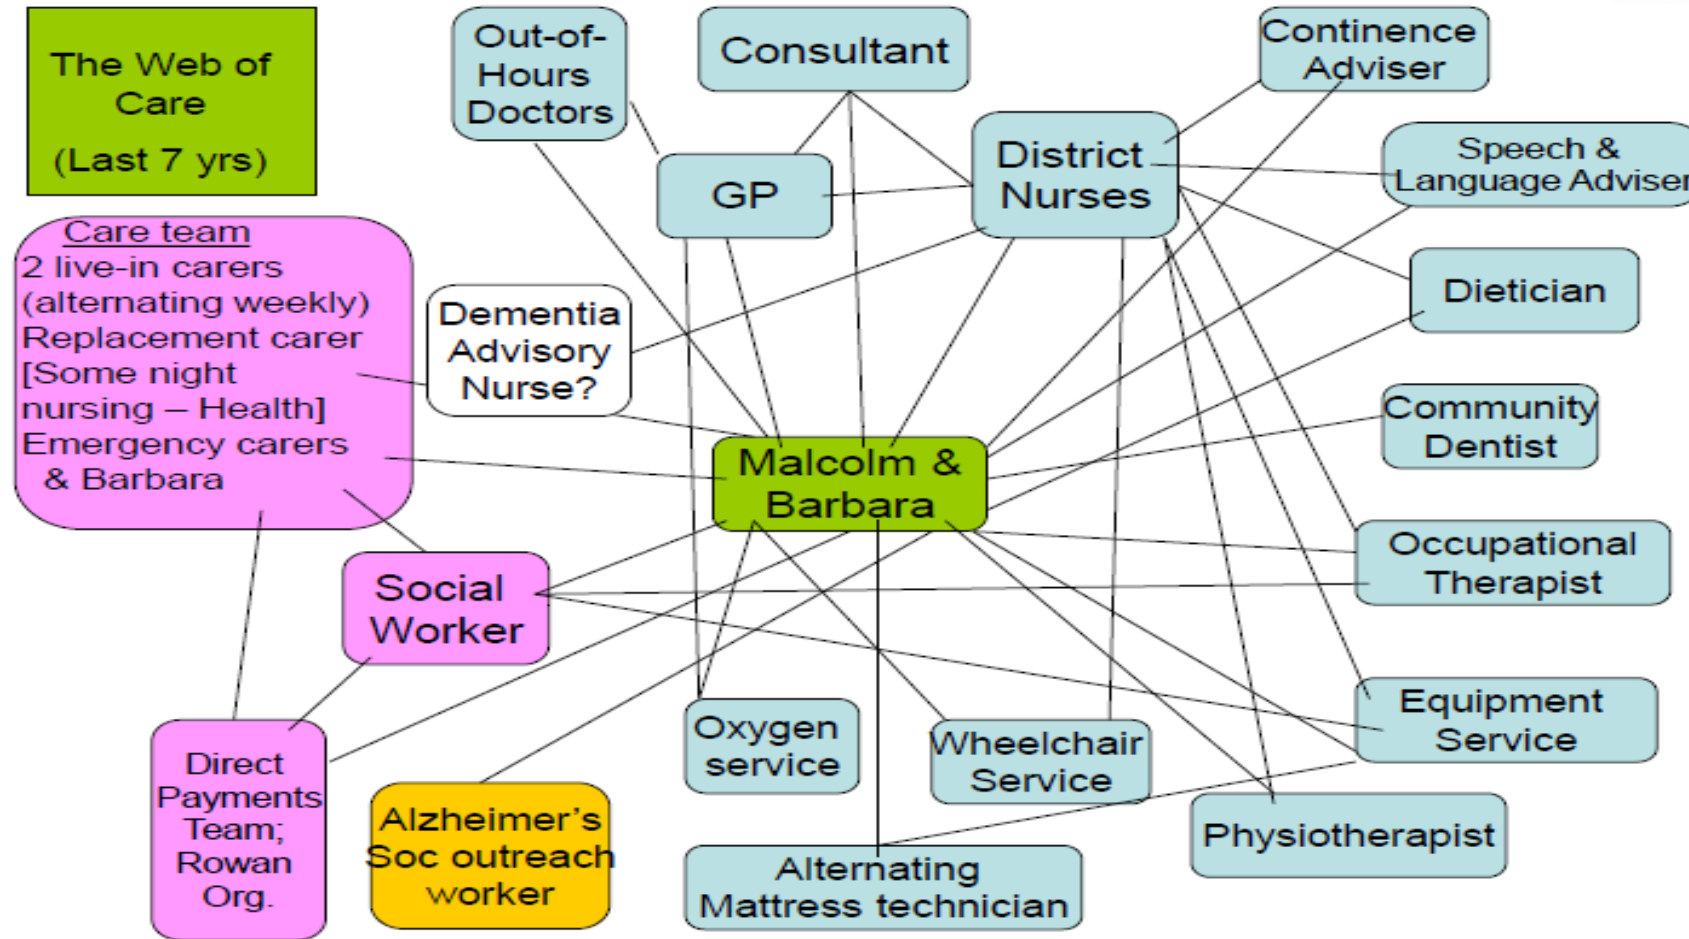 The Web of
Care
(Last 7 yrs)
Out-of-
Hours
Doctors
Consultant
Continence
Adviser
GP
District
Nurses
Speech &
Language Adviser
Care team
2 live-in carers
(alternating weekly)
Replacement carer
[Some night
nursing – Health]
Emergency carers
& Barbara
Dementia
Advisory
Nurse?
Dietician
Malcolm &
Barbara
Community
Dentist
Social
Worker
Occupational
Therapist
Direct
Payments
Team;
Rowan
Org.
Alzheimer's
Soc outreach
worker
Oxygen
service
Wheelchair
Service
Equipment
Service
Alternating
Mattress technician
Physiotherapist